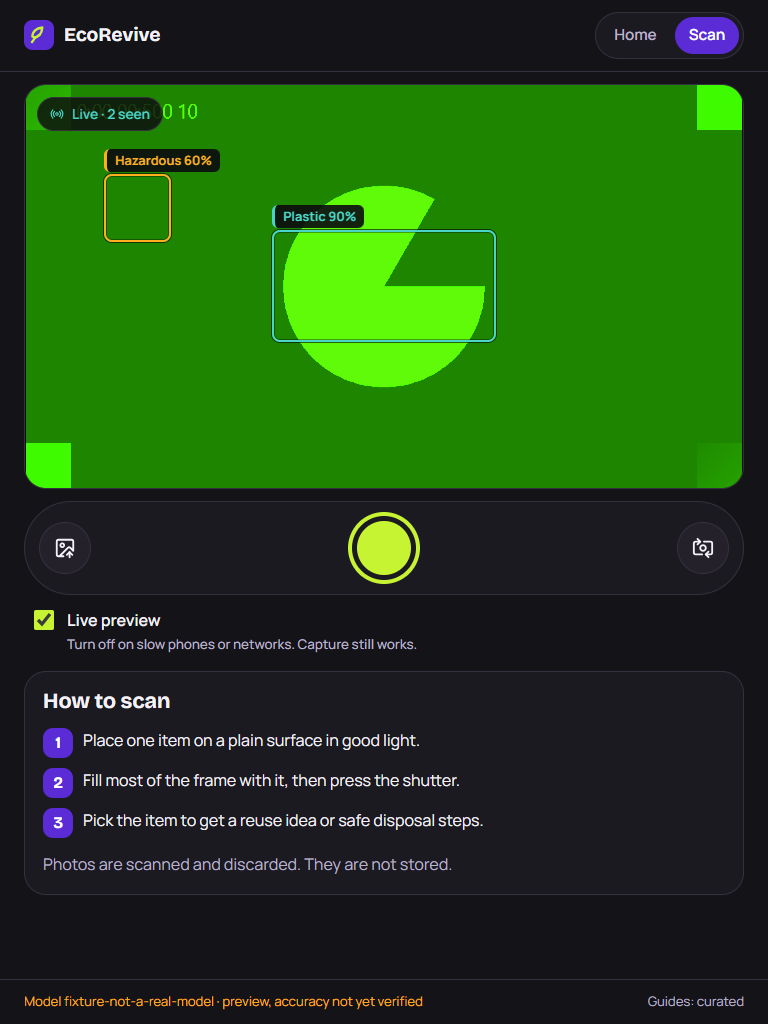 EcoRevive
Home
Scan
Live · 2 seen
0 10
Hazardous 60%
Plastic 90%
Live preview
Turn off on slow phones or networks. Capture still works.
How to scan
1 Place one item on a plain surface in good light.
2 Fill most of the frame with it, then press the shutter.
3 Pick the item to get a reuse idea or safe disposal steps.
Photos are scanned and discarded. They are not stored.
Model fixture-not-a-real-model · preview, accuracy not yet verified
Guides: curated